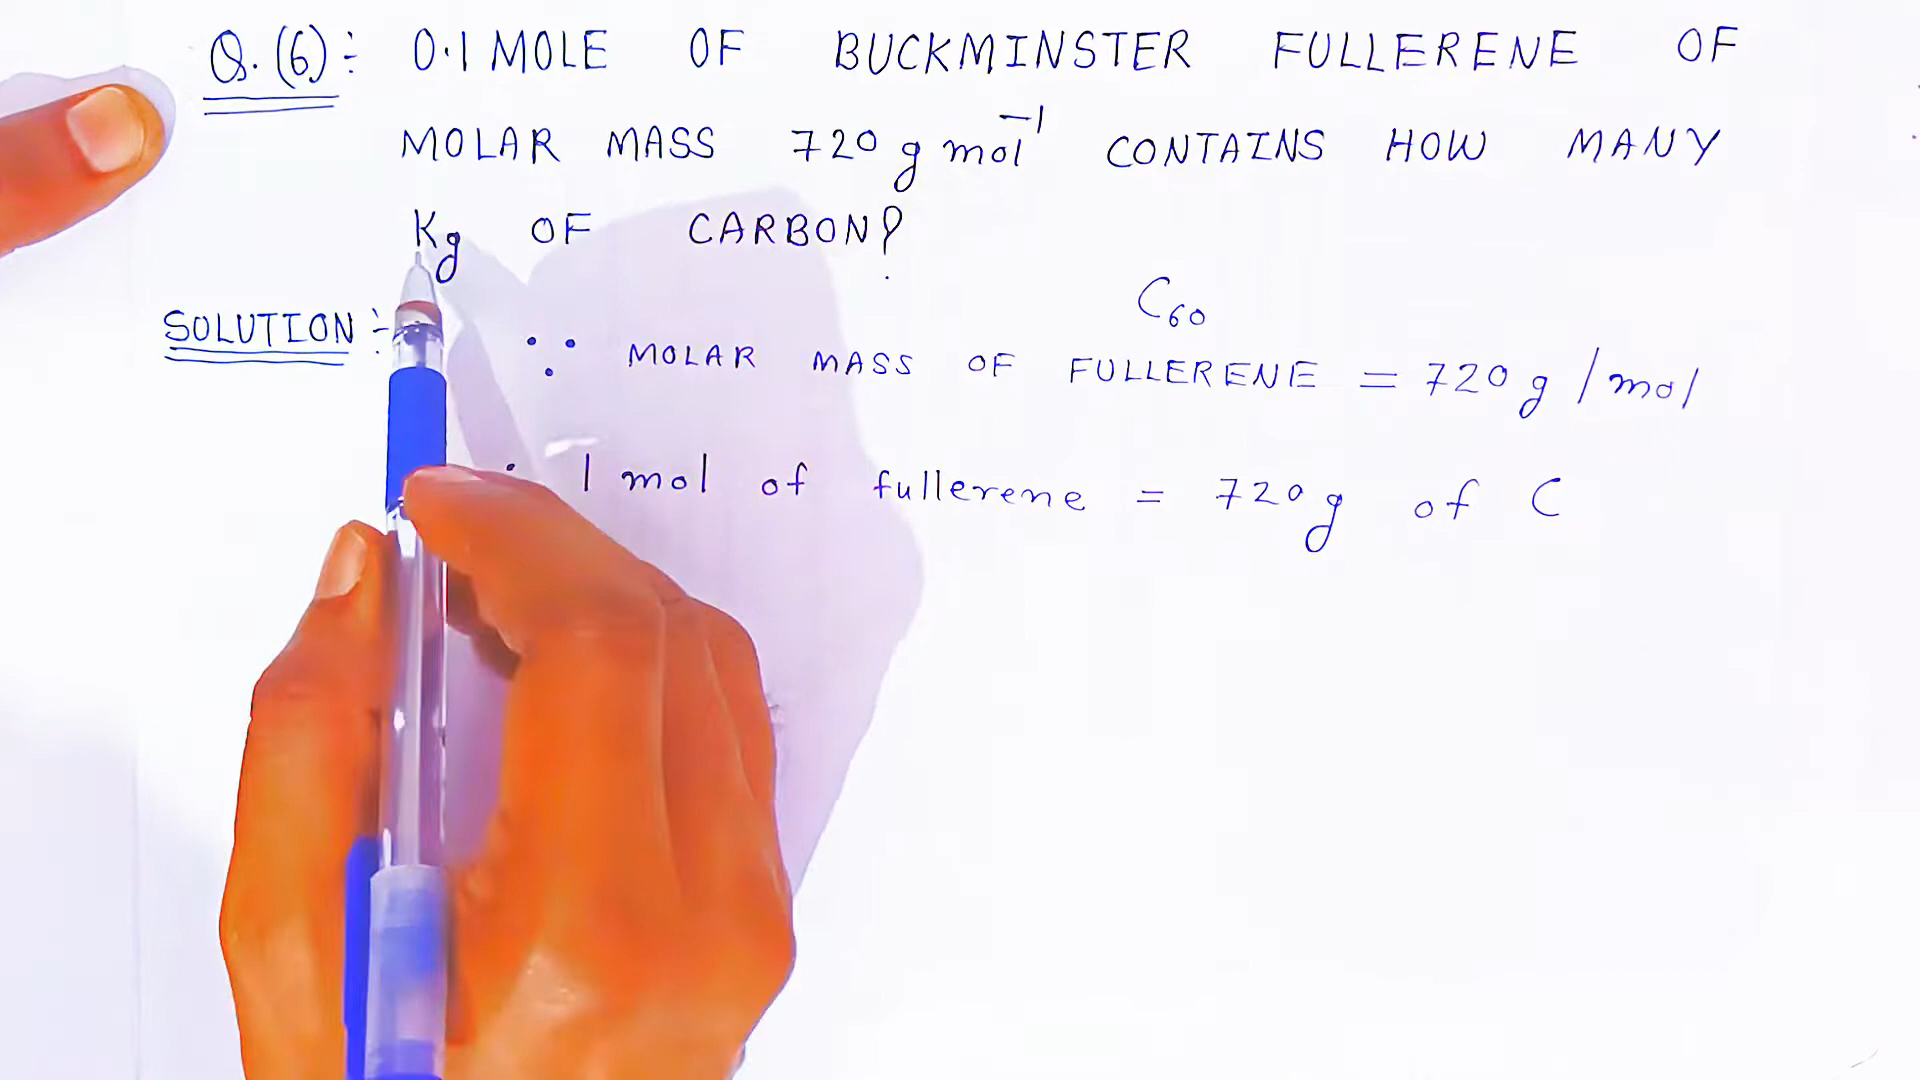 Q.(6):- 0.1 MOLE OF BUCKMINSTER FULLERENE OF
MOLAR MASS 720 g mol⁻¹ CONTAINS HOW MANY
Kg OF CARBON?
C₆₀
SOLUTION:- ∵ MOLAR MASS OF FULLERENE = 720 g / mol
1 mol of fullerene = 720 g of C